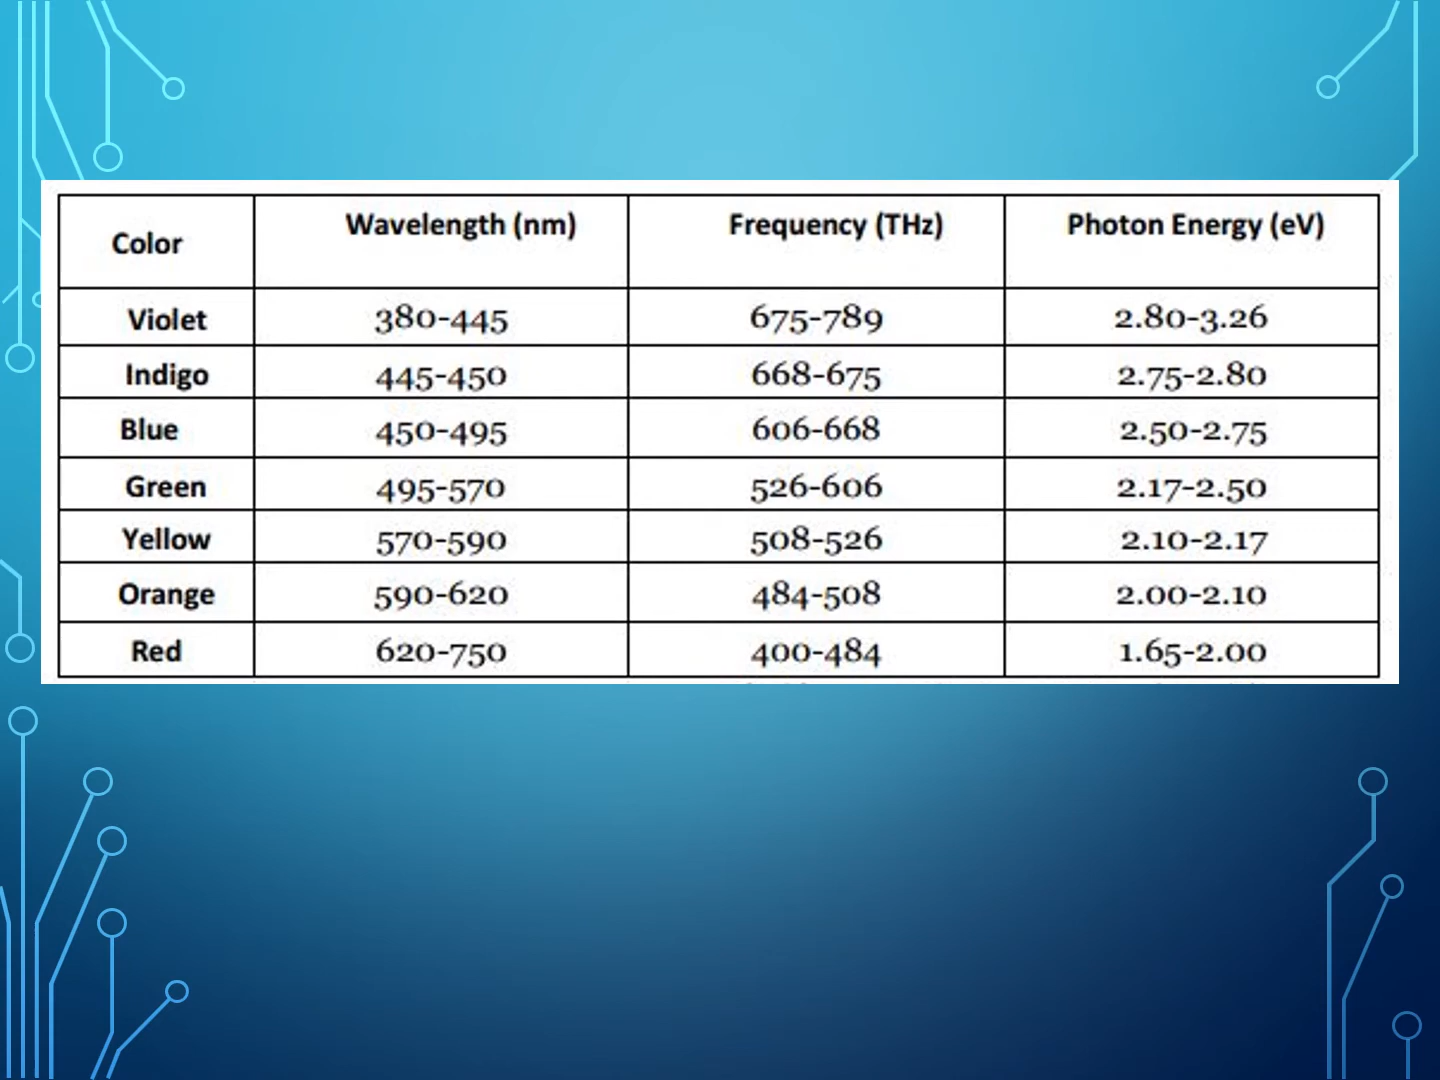 Color Wavelength (nm) Frequency (THz) Photon Energy (eV)
Violet 380-445 675-789 2.80-3.26
Indigo 445-450 668-675 2.75-2.80
Blue 450-495 606-668 2.50-2.75
Green 495-570 526-606 2.17-2.50
Yellow 570-590 508-526 2.10-2.17
Orange 590-620 484-508 2.00-2.10
Red 620-750 400-484 1.65-2.00